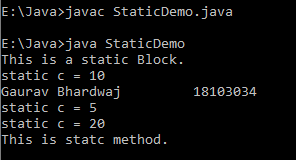 E:\Java>javac StaticDemo.java
E:\Java>java StaticDemo
This is a static Block.
static c = 10
Gaurav Bhardwaj         18103034
static c = 5
static c = 20
This is statc method.